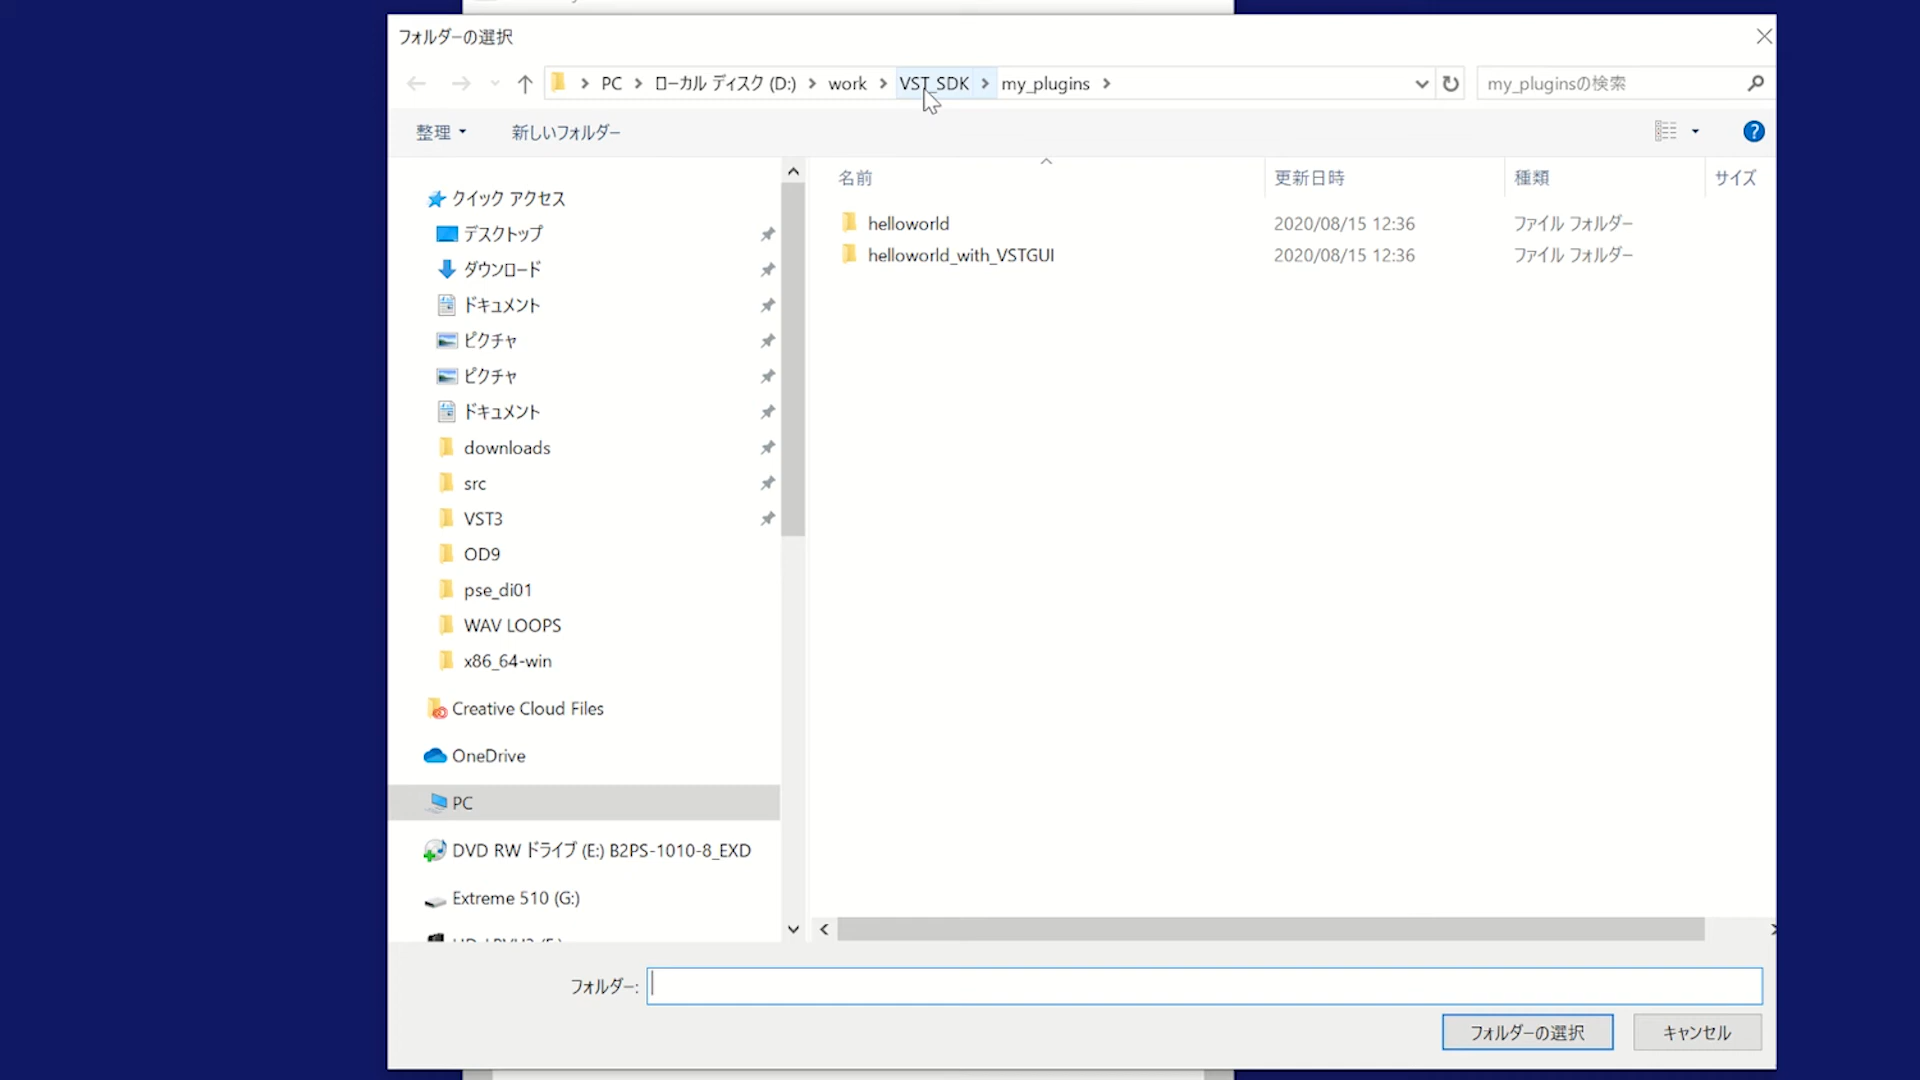 フォルダーの選択
PC ローカル ディスク (D:) work VST_SDK my_plugins
my_pluginsの検索
整理 新しいフォルダー
名前 更新日時 種類 サイズ
helloworld 2020/08/15 12:36 ファイル フォルダー
helloworld_with_VSTGUI 2020/08/15 12:36 ファイル フォルダー
クイック アクセス
デスクトップ
ダウンロード
ドキュメント
ピクチャ
ピクチャ
ドキュメント
downloads
src
VST3
OD9
pse_di01
WAV LOOPS
x86_64-win
Creative Cloud Files
OneDrive
PC
DVD RW ドライブ (E:) B2PS-1010-8_EXD
Extreme 510 (G:)
フォルダー:
フォルダーの選択 キャンセル